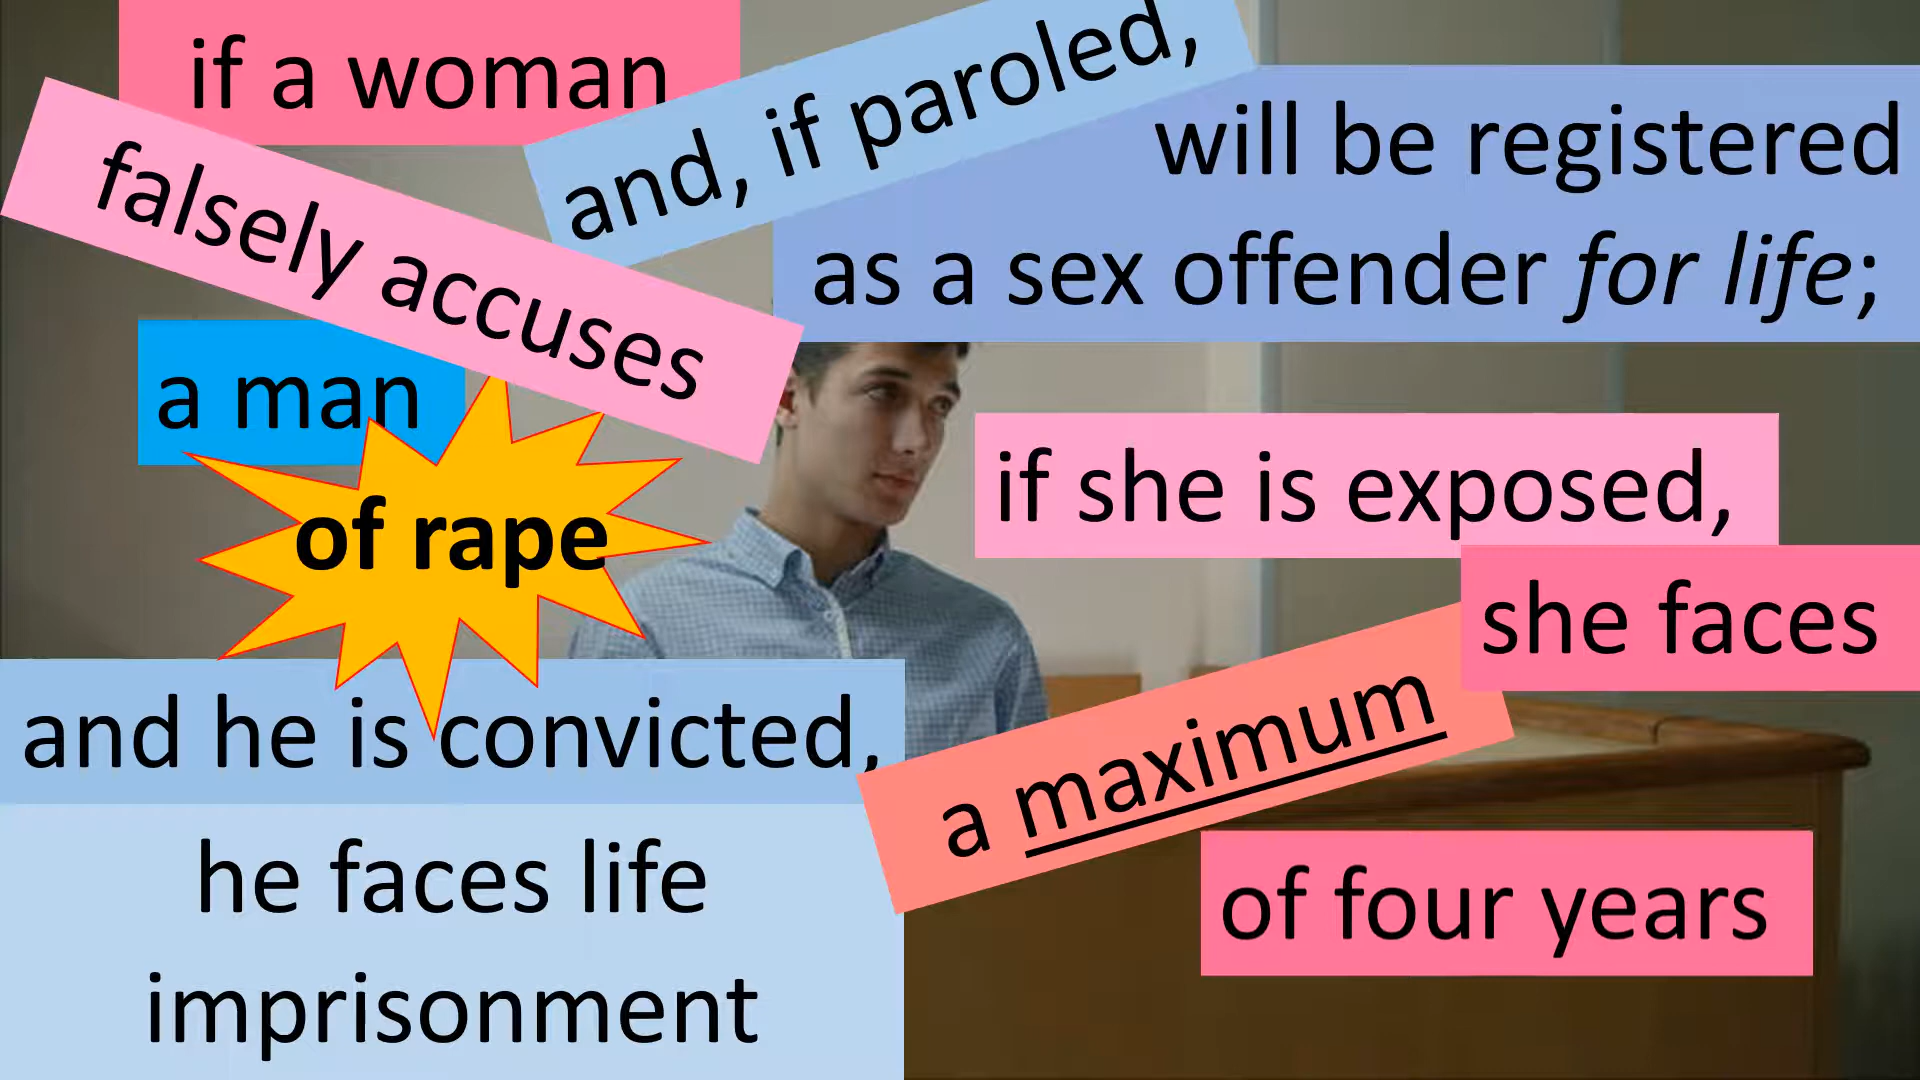 if a woman
falsely accuses
a man
of rape
and he is convicted,
he faces life
imprisonment
and, if paroled,
will be registered
as a sex offender for life;
if she is exposed,
she faces
a maximum
of four years